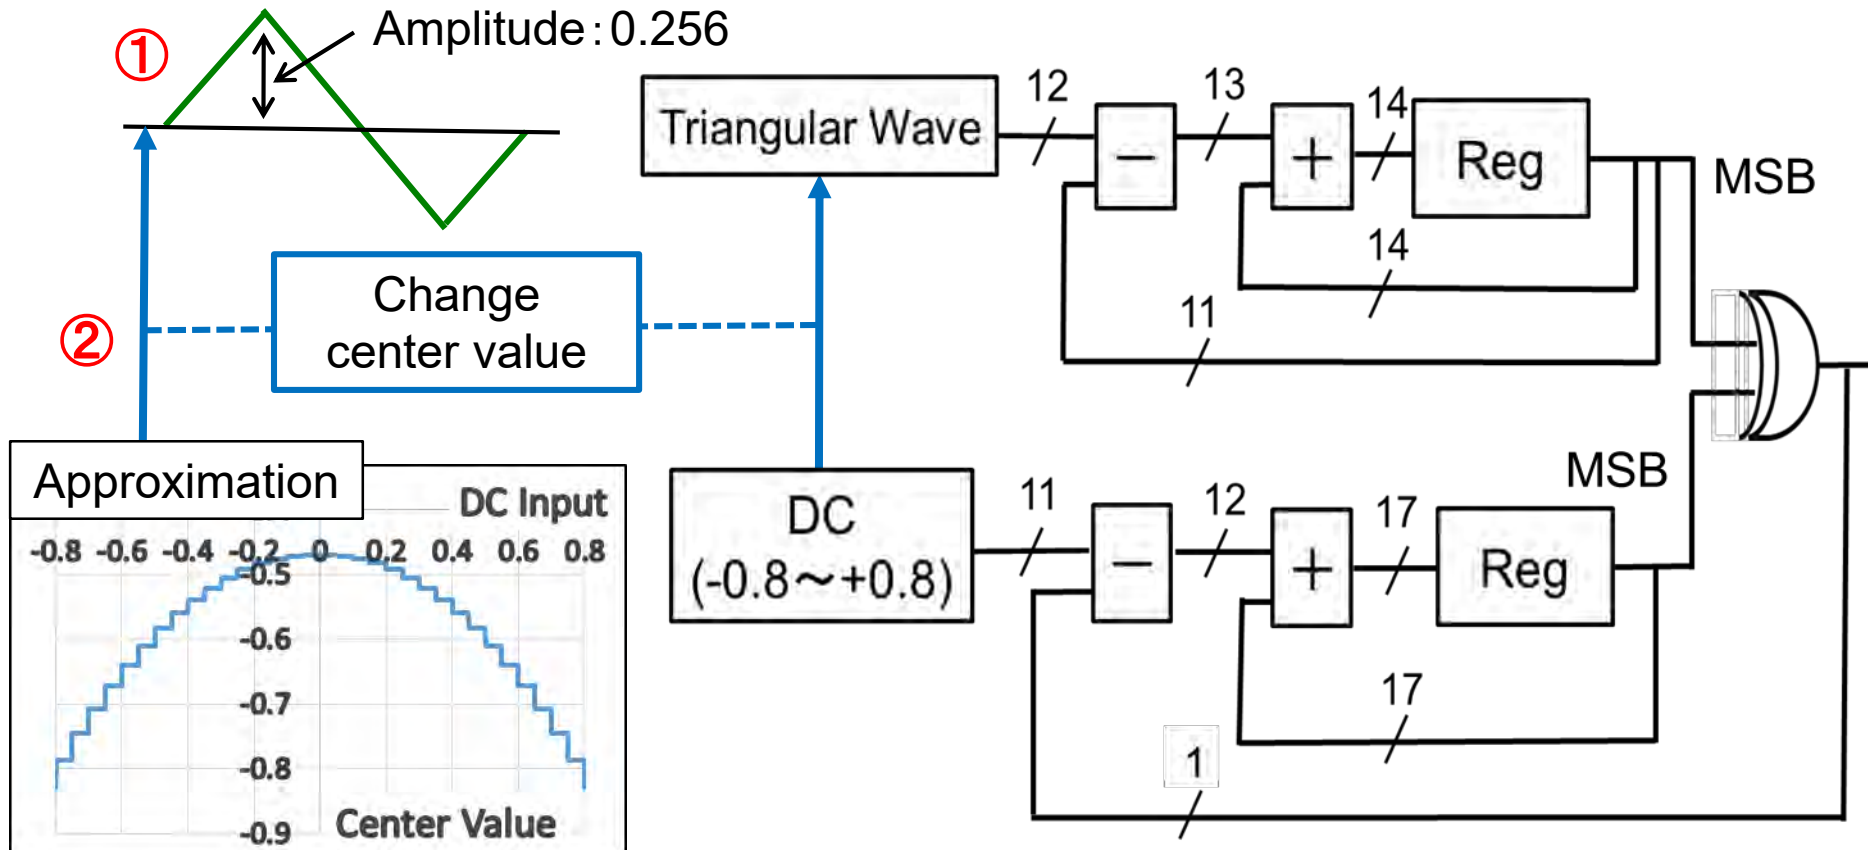 ①
Amplitude:0.256
②
Change
center value
Approximation
DC Input
-0.8 -0.6 -0.4 -0.2 0 0.2 0.4 0.6 0.8
-0.5
-0.6
-0.7
-0.8
-0.9
Center Value
Triangular Wave
12
−
13
+
14
Reg
MSB
14
11
DC
(-0.8～+0.8)
11
−
12
+
17
Reg
MSB
17
1